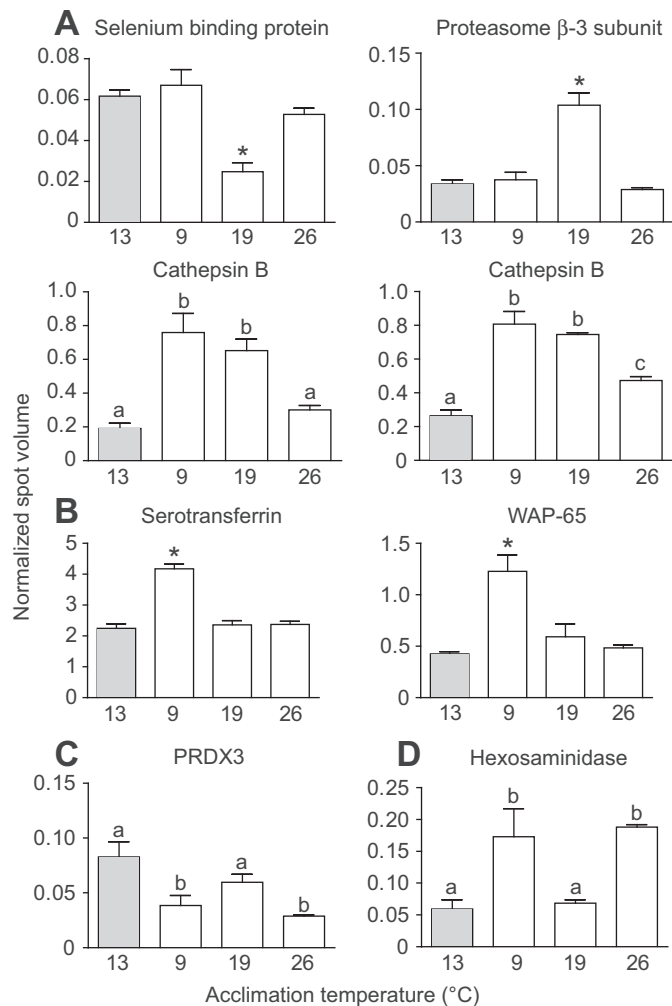 A Selenium binding protein
Proteasome β-3 subunit
0.08
0.06
0.04
0.02
0
*
13 9 19 26
0.15
0.10
0.05
0
*
13 9 19 26
Cathepsin B
Cathepsin B
1.0
0.8
0.6
0.4
0.2
0
a b b a
13 9 19 26
1.0
0.8
0.6
0.4
0.2
0
a b b c
13 9 19 26
Normalized spot volume
B Serotransferrin
WAP-65
5
4
3
2
1
0
*
13 9 19 26
1.5
1.0
0.5
0
*
13 9 19 26
C PRDX3
D Hexosaminidase
0.15
0.10
0.05
0
a b a b
13 9 19 26
0.25
0.20
0.15
0.10
0.05
0
a b a b
13 9 19 26
Acclimation temperature (°C)